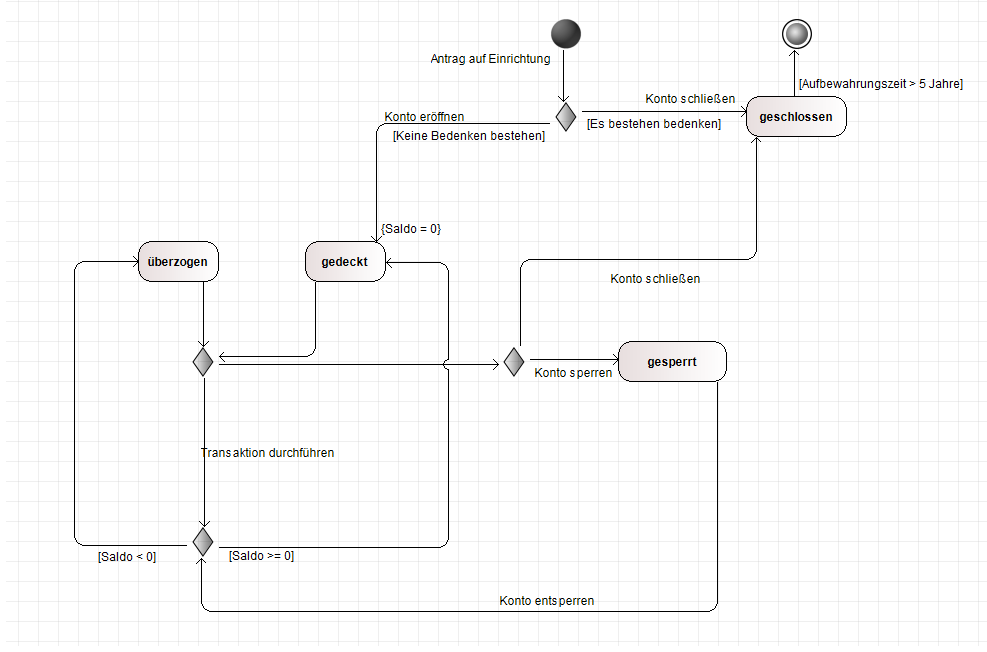 Antrag auf Einrichtung
[Aufbewahrungszeit > 5 Jahre]
Konto schließen
geschlossen
Konto eröffnen
[Es bestehen bedenken]
[Keine Bedenken bestehen]
{Saldo = 0}
überzogen
gedeckt
Konto schließen
gesperrt
Konto sperren
Transaktion durchführen
[Saldo < 0]
[Saldo >= 0]
Konto entsperren